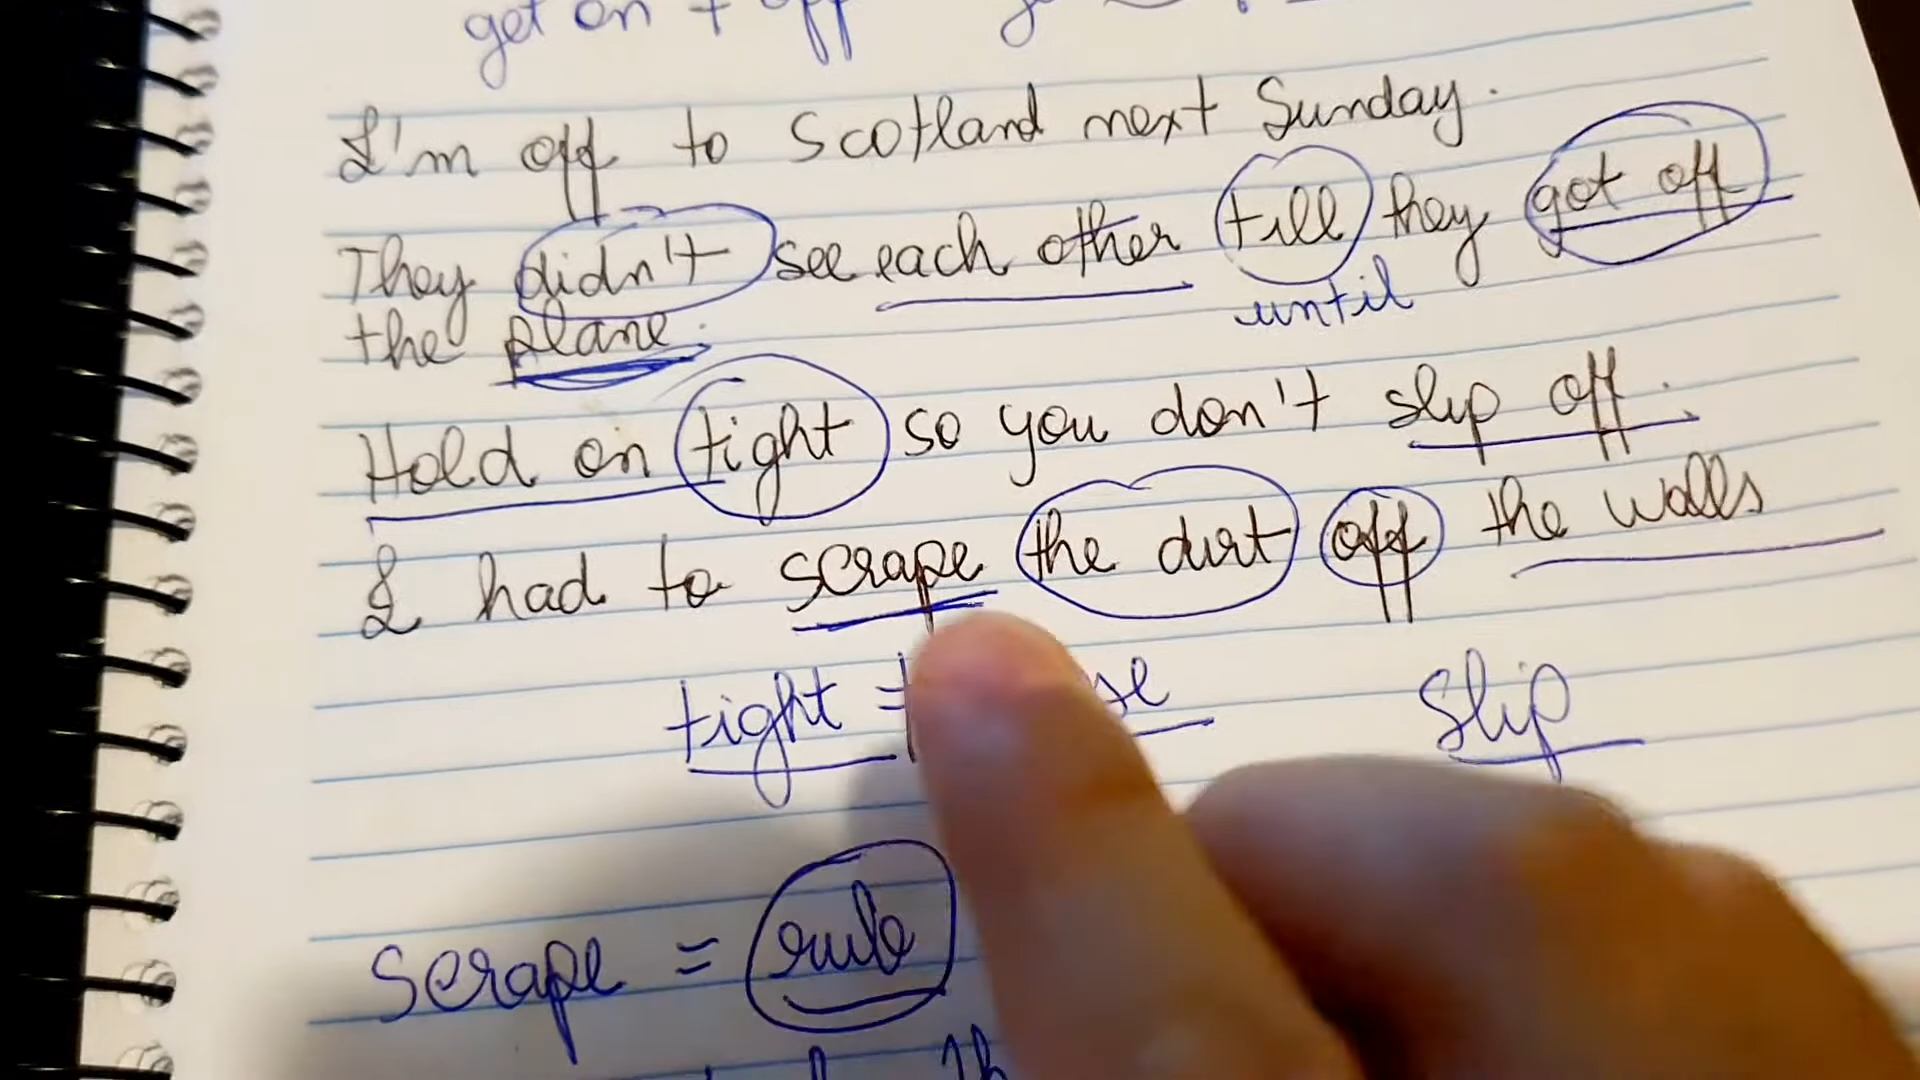 get on + off
I'm off to Scotland next Sunday.
They didn't see each other till they got off
until
the plane.
Hold on tight so you don't slip off.
I had to scrape the dirt off the walls
tight slip
scrape = rub